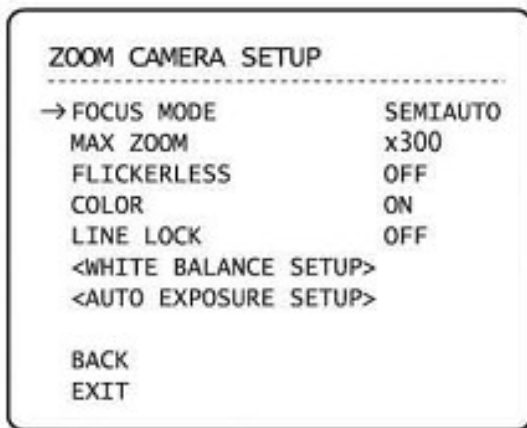 ZOOM CAMERA SETUP
→FOCUS MODE SEMIAUTO
MAX ZOOM x300
FLICKERLESS OFF
COLOR ON
LINE LOCK OFF
<WHITE BALANCE SETUP>
<AUTO EXPOSURE SETUP>
BACK
EXIT